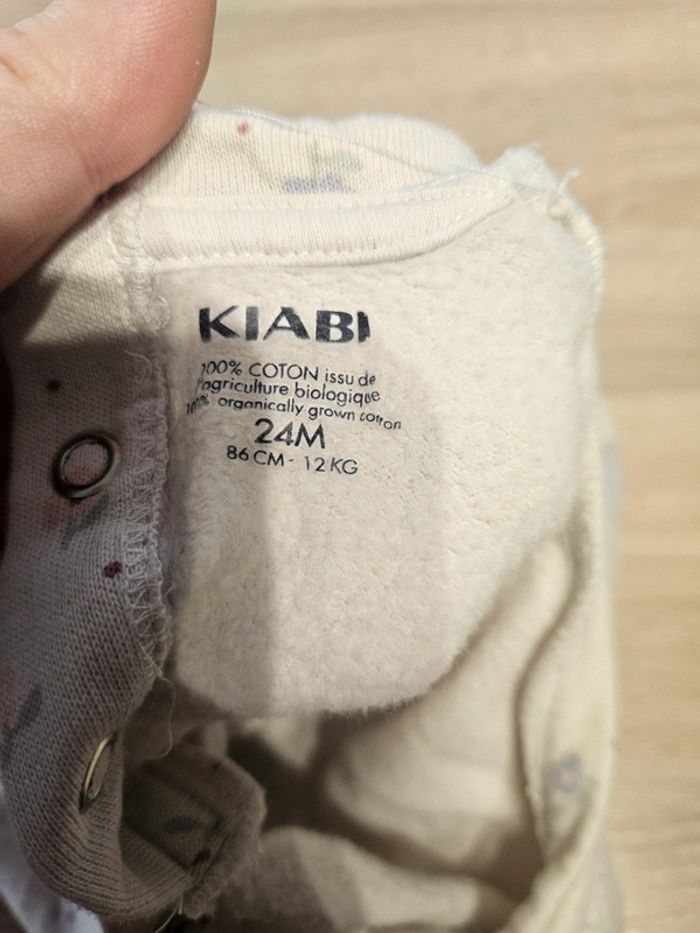 KIABI
100% COTON issu de
l'agriculture biologique
100% organically grown cotton
24M
86 CM - 12 KG